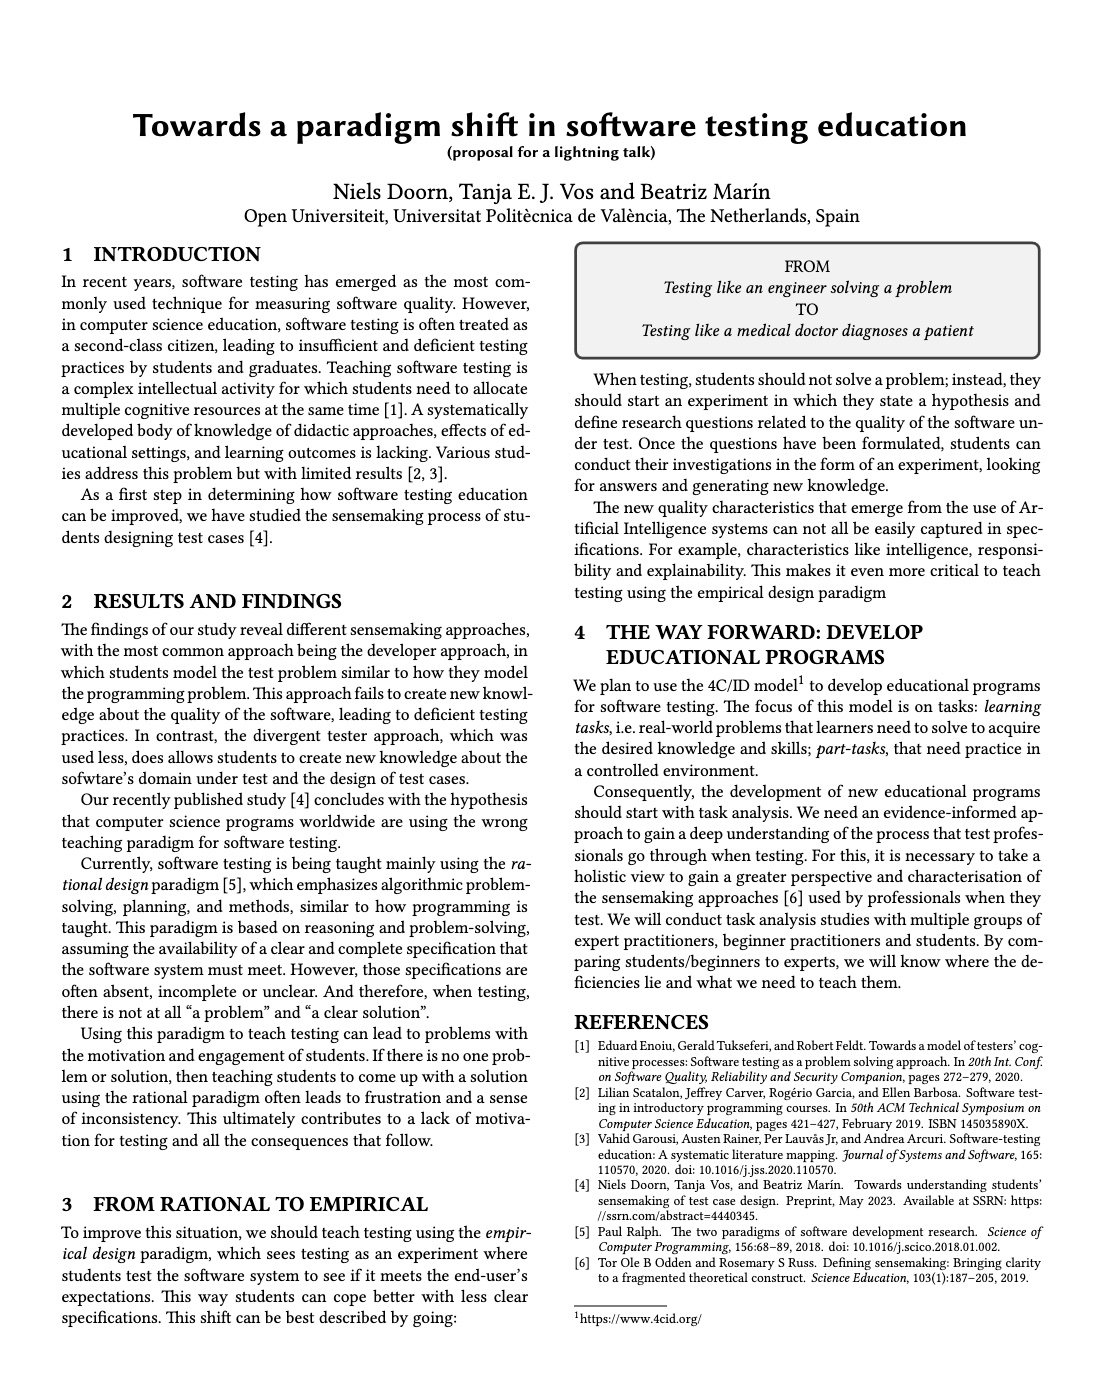 Towards a paradigm shift in software testing education
(proposal for a lightning talk)
Niels Doorn, Tanja E. J. Vos and Beatriz Marín
Open Universiteit, Universitat Politècnica de València, The Netherlands, Spain
1 INTRODUCTION
In recent years, software testing has emerged as the most com-
monly used technique for measuring software quality. However,
in computer science education, software testing is often treated as
a second-class citizen, leading to insufficient and deficient testing
practices by students and graduates. Teaching software testing is
a complex intellectual activity for which students need to allocate
multiple cognitive resources at the same time [1]. A systematically
developed body of knowledge of didactic approaches, effects of ed-
ucational settings, and learning outcomes is lacking. Various stud-
ies address this problem but with limited results [2, 3].
As a first step in determining how software testing education
can be improved, we have studied the sensemaking process of stu-
dents designing test cases [4].
2 RESULTS AND FINDINGS
The findings of our study reveal different sensemaking approaches,
with the most common approach being the developer approach, in
which students model the test problem similar to how they model
the programming problem. This approach fails to create new knowl-
edge about the quality of the software, leading to deficient testing
practices. In contrast, the divergent tester approach, which was
used less, does allows students to create new knowledge about the
sofwtare's domain under test and the design of test cases.
Our recently published study [4] concludes with the hypothesis
that computer science programs worldwide are using the wrong
teaching paradigm for software testing.
Currently, software testing is being taught mainly using the ra-
tional design paradigm [5], which emphasizes algorithmic problem-
solving, planning, and methods, similar to how programming is
taught. This paradigm is based on reasoning and problem-solving,
assuming the availability of a clear and complete specification that
the software system must meet. However, those specifications are
often absent, incomplete or unclear. And therefore, when testing,
there is not at all “a problem” and “a clear solution”.
Using this paradigm to teach testing can lead to problems with
the motivation and engagement of students. If there is no one prob-
lem or solution, then teaching students to come up with a solution
using the rational paradigm often leads to frustration and a sense
of inconsistency. This ultimately contributes to a lack of motiva-
tion for testing and all the consequences that follow.
3 FROM RATIONAL TO EMPIRICAL
To improve this situation, we should teach testing using the empir-
ical design paradigm, which sees testing as an experiment where
students test the software system to see if it meets the end-user's
expectations. This way students can cope better with less clear
specifications. This shift can be best described by going:
FROM
Testing like an engineer solving a problem
TO
Testing like a medical doctor diagnoses a patient
When testing, students should not solve a problem; instead, they
should start an experiment in which they state a hypothesis and
define research questions related to the quality of the software un-
der test. Once the questions have been formulated, students can
conduct their investigations in the form of an experiment, looking
for answers and generating new knowledge.
The new quality characteristics that emerge from the use of Ar-
tificial Intelligence systems can not all be easily captured in spec-
ifications. For example, characteristics like intelligence, responsi-
bility and explainability. This makes it even more critical to teach
testing using the empirical design paradigm
4 THE WAY FORWARD: DEVELOP
EDUCATIONAL PROGRAMS
We plan to use the 4C/ID model¹ to develop educational programs
for software testing. The focus of this model is on tasks: learning
tasks, i.e. real-world problems that learners need to solve to acquire
the desired knowledge and skills; part-tasks, that need practice in
a controlled environment.
Consequently, the development of new educational programs
should start with task analysis. We need an evidence-informed ap-
proach to gain a deep understanding of the process that test profes-
sionals go through when testing. For this, it is necessary to take a
holistic view to gain a greater perspective and characterisation of
the sensemaking approaches [6] used by professionals when they
test. We will conduct task analysis studies with multiple groups of
expert practitioners, beginner practitioners and students. By com-
paring students/beginners to experts, we will know where the de-
ficiencies lie and what we need to teach them.
REFERENCES
[1] Eduard Enoiu, Gerald Tukseferi, and Robert Feldt. Towards a model of testers' cog-
nitive processes: Software testing as a problem solving approach. In 20th Int. Conf.
on Software Quality, Reliability and Security Companion, pages 272–279, 2020.
[2] Lilian Scatalon, Jeffrey Carver, Rogério Garcia, and Ellen Barbosa. Software test-
ing in introductory programming courses. In 50th ACM Technical Symposium on
Computer Science Education, pages 421–427, February 2019. ISBN 145035890X.
[3] Vahid Garousi, Austen Rainer, Per Lauvås Jr, and Andrea Arcuri. Software-testing
education: A systematic literature mapping. Journal of Systems and Software, 165:
110570, 2020. doi: 10.1016/j.jss.2020.110570.
[4] Niels Doorn, Tanja Vos, and Beatriz Marín. Towards understanding students'
sensemaking of test case design. Preprint, May 2023. Available at SSRN: https:
//ssrn.com/abstract=4440345.
[5] Paul Ralph. The two paradigms of software development research. Science of
Computer Programming, 156:68–89, 2018. doi: 10.1016/j.scico.2018.01.002.
[6] Tor Ole B Odden and Rosemary S Russ. Defining sensemaking: Bringing clarity
to a fragmented theoretical construct. Science Education, 103(1):187–205, 2019.
¹https://www.4cid.org/